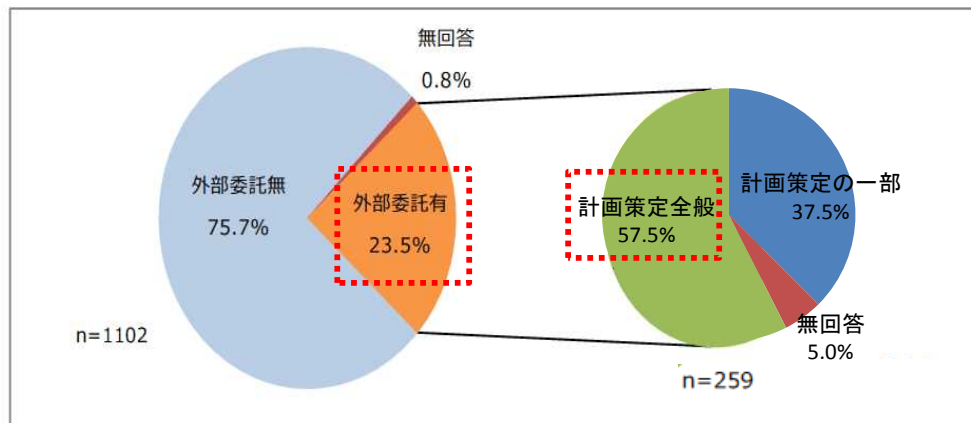 無回答
0.8%
外部委託無
75.7%
外部委託有
23.5%
n=1102
計画策定の一部
37.5%
計画策定全般
57.5%
無回答
5.0%
n=259